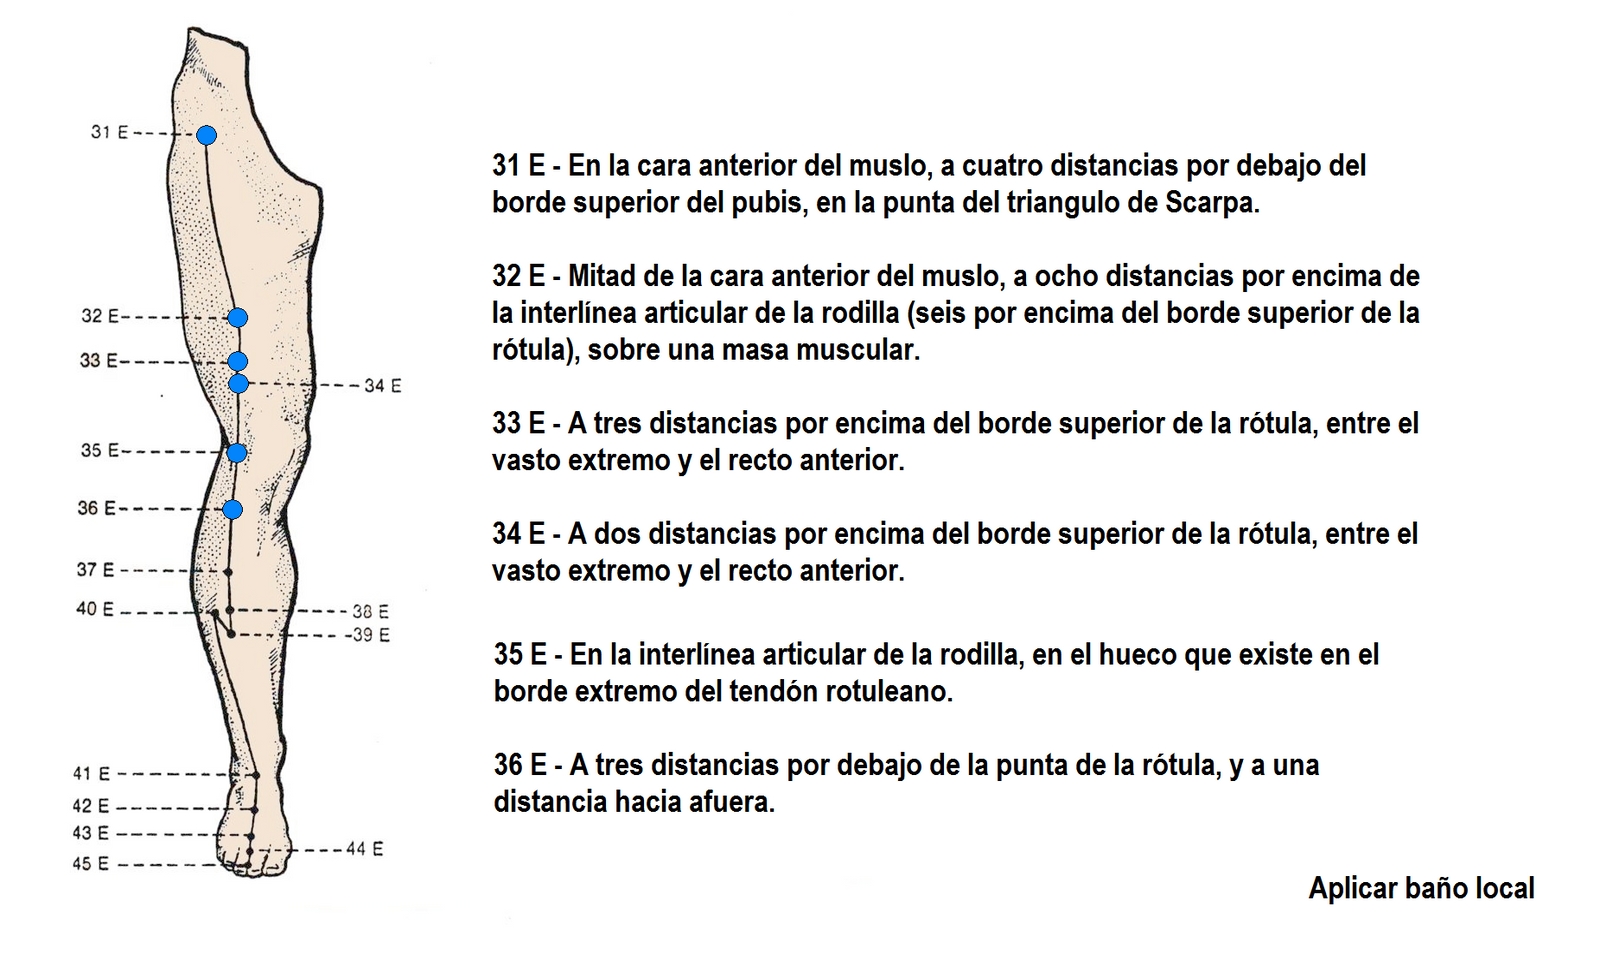 31 E
32 E
33 E
34 E
35 E
36 E
37 E
40 E
38 E
39 E
41 E
42 E
43 E
44 E
45 E
31 E - En la cara anterior del muslo, a cuatro distancias por debajo del
borde superior del pubis, en la punta del triangulo de Scarpa.
32 E - Mitad de la cara anterior del muslo, a ocho distancias por encima de
la interlínea articular de la rodilla (seis por encima del borde superior de la
rótula), sobre una masa muscular.
33 E - A tres distancias por encima del borde superior de la rótula, entre el
vasto extremo y el recto anterior.
34 E - A dos distancias por encima del borde superior de la rótula, entre el
vasto extremo y el recto anterior.
35 E - En la interlínea articular de la rodilla, en el hueco que existe en el
borde extremo del tendón rotuleano.
36 E - A tres distancias por debajo de la punta de la rótula, y a una
distancia hacia afuera.
Aplicar baño local